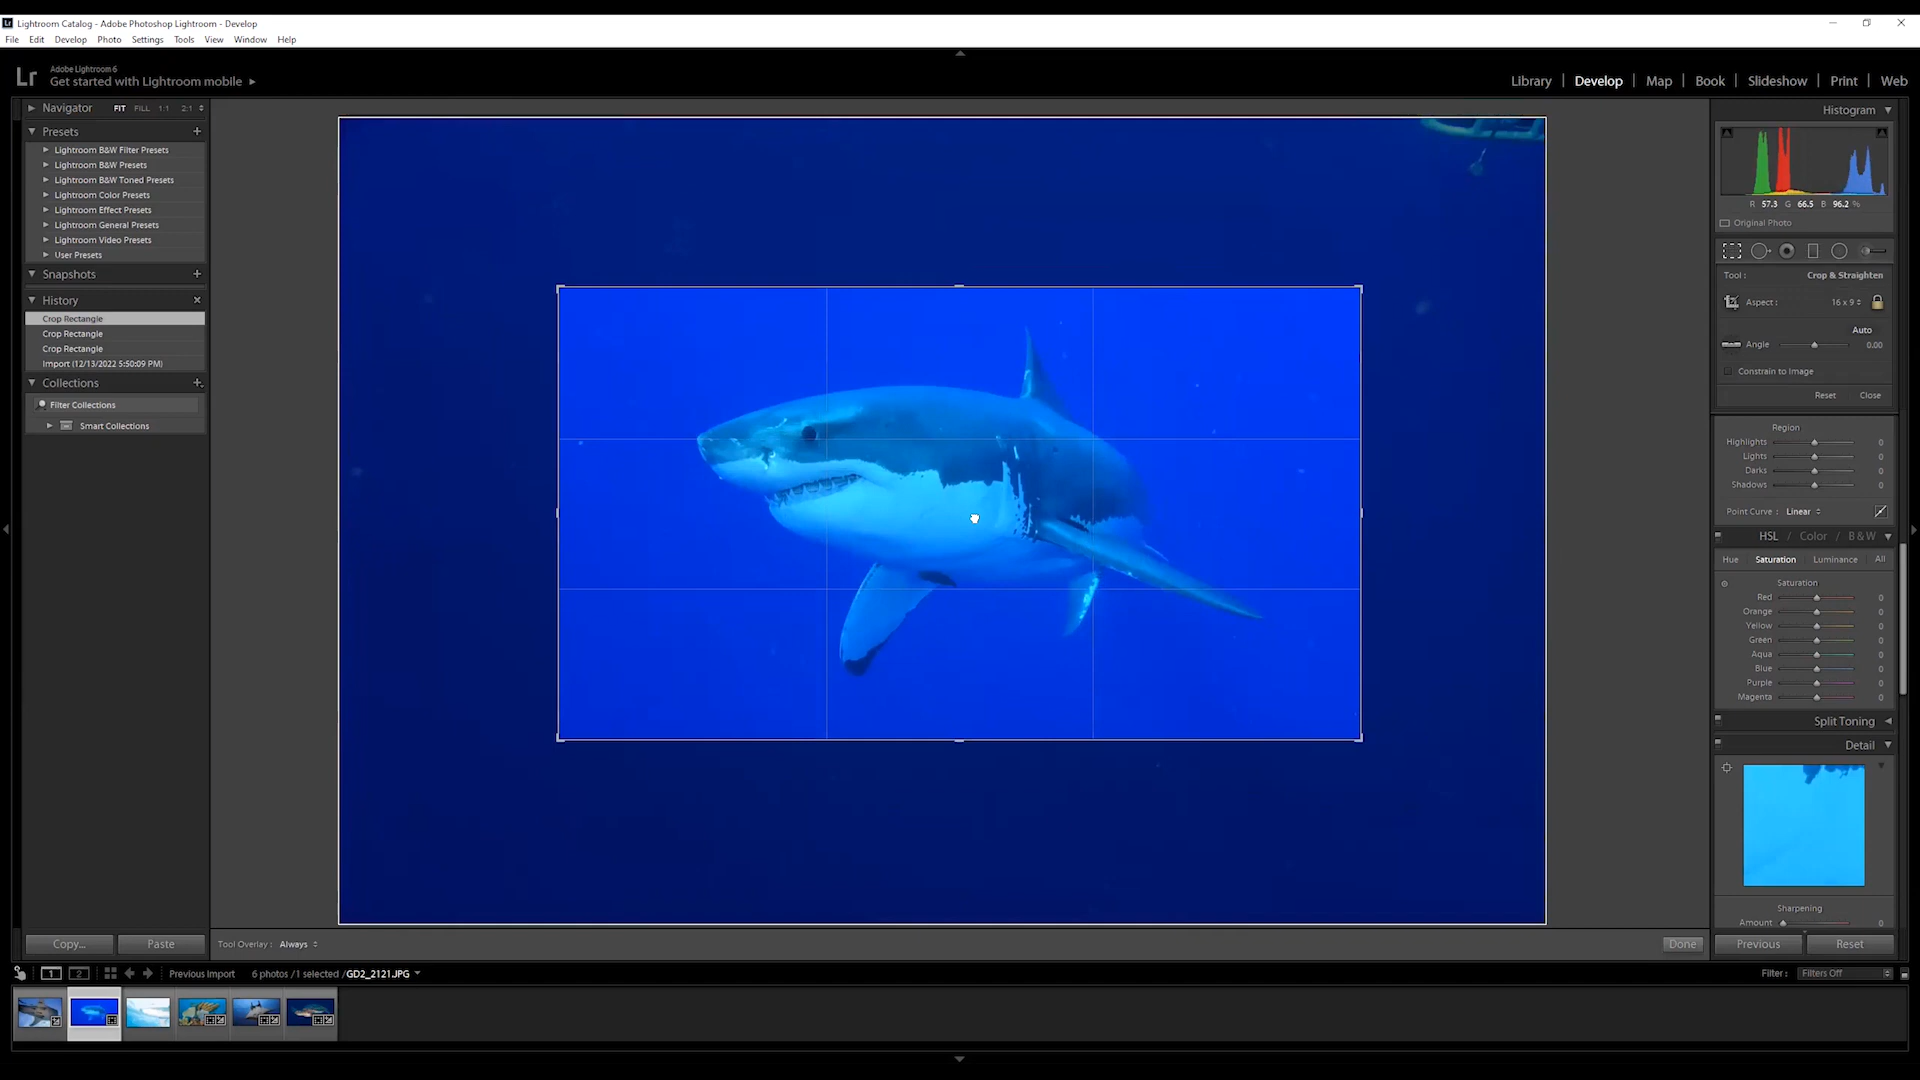 Lightroom Catalog - Adobe Photoshop Lightroom - Develop
File Edit Develop Photo Settings Tools View Window Help
Lr
Adobe Lightroom 6
Get started with Lightroom mobile
Library | Develop | Map | Book | Slideshow | Print | Web
Navigator FIT FILL 1:1 2:1
Presets
Lightroom B&W Filter Presets
Lightroom B&W Presets
Lightroom B&W Toned Presets
Lightroom Color Presets
Lightroom Effect Presets
Lightroom General Presets
Lightroom Video Presets
User Presets
Snapshots
History
Crop Rectangle
Crop Rectangle
Crop Rectangle
Import (12/13/2022 5:50:09 PM)
Collections
Filter Collections
Smart Collections
Copy...
Paste
Tool Overlay : Always
Done
Histogram
R 57.3 G 66.5 B 96.2 %
Original Photo
Tool : Crop & Straighten
Aspect : 16 x 9
Auto
Angle 0.00
Constrain to Image
Reset Close
Region
Highlights 0
Lights 0
Darks 0
Shadows 0
Point Curve : Linear
HSL / Color / B & W
Hue Saturation Luminance All
Saturation
Red 0
Orange 0
Yellow 0
Green 0
Aqua 0
Blue 0
Purple 0
Magenta 0
Split Toning
Detail
Sharpening
Amount 0
Previous
Reset
1 2 Previous Import 6 photos / 1 selected / GD2_2121.JPG
Filter : Filters Off